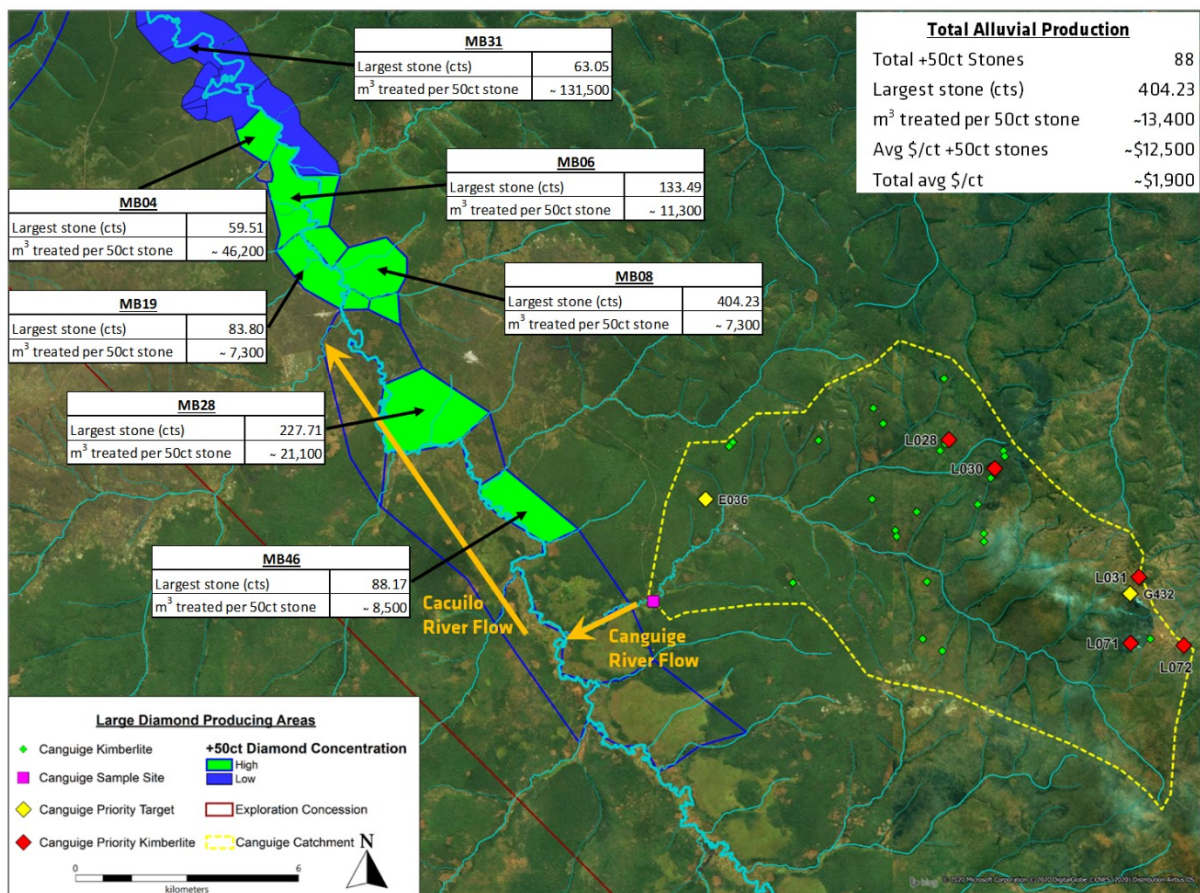 MB31
Largest stone (cts) 63.05
m³ treated per 50ct stone ~ 131,500
Total Alluvial Production
Total +50ct Stones 88
Largest stone (cts) 404.23
m³ treated per 50ct stone ~13,400
Avg $/ct +50ct stones ~$12,500
Total avg $/ct ~$1,900
MB06
Largest stone (cts) 133.49
m³ treated per 50ct stone ~ 11,300
MB04
Largest stone (cts) 59.51
m³ treated per 50ct stone ~ 46,200
MB08
Largest stone (cts) 404.23
m³ treated per 50ct stone ~ 7,300
MB19
Largest stone (cts) 83.80
m³ treated per 50ct stone ~ 7,300
MB28
Largest stone (cts) 227.71
m³ treated per 50ct stone ~ 21,100
L028
L030
E036
MB46
Largest stone (cts) 88.17
m³ treated per 50ct stone ~ 8,500
L031
G432
L071
L072
Cacuilo
River Flow
Canguige
River Flow
Large Diamond Producing Areas
Canguige Kimberlite
Canguige Sample Site
Canguige Priority Target
Canguige Priority Kimberlite
+50ct Diamond Concentration
High
Low
Exploration Concession
Canguige Catchment
N
0 6
kilometers
bing